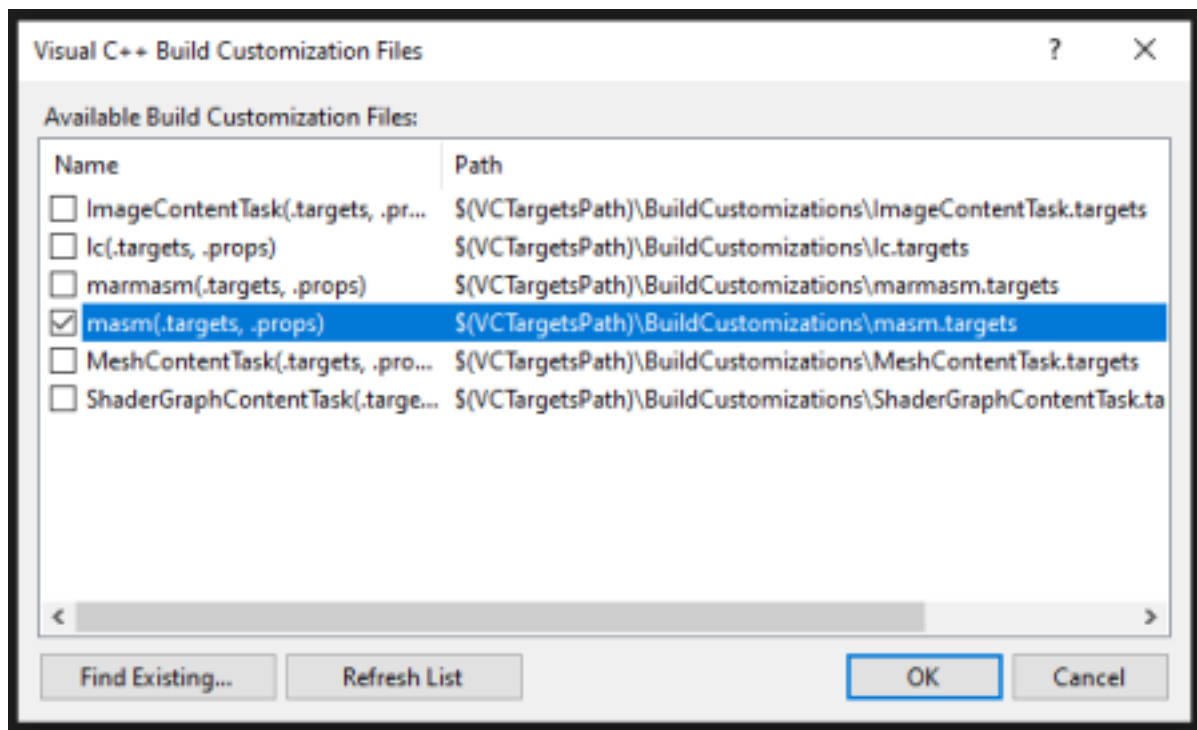 Visual C++ Build Customization Files
Available Build Customization Files:
Name Path
ImageContentTask(.targets, .pr... $(VCTargetsPath)\BuildCustomizations\ImageContentTask.targets
lc(.targets, .props) $(VCTargetsPath)\BuildCustomizations\lc.targets
marmasm(.targets, .props) $(VCTargetsPath)\BuildCustomizations\marmasm.targets
masm(.targets, .props) $(VCTargetsPath)\BuildCustomizations\masm.targets
MeshContentTask(.targets, .pro... $(VCTargetsPath)\BuildCustomizations\MeshContentTask.targets
ShaderGraphContentTask(.targe... $(VCTargetsPath)\BuildCustomizations\ShaderGraphContentTask.ta
Find Existing... Refresh List OK Cancel